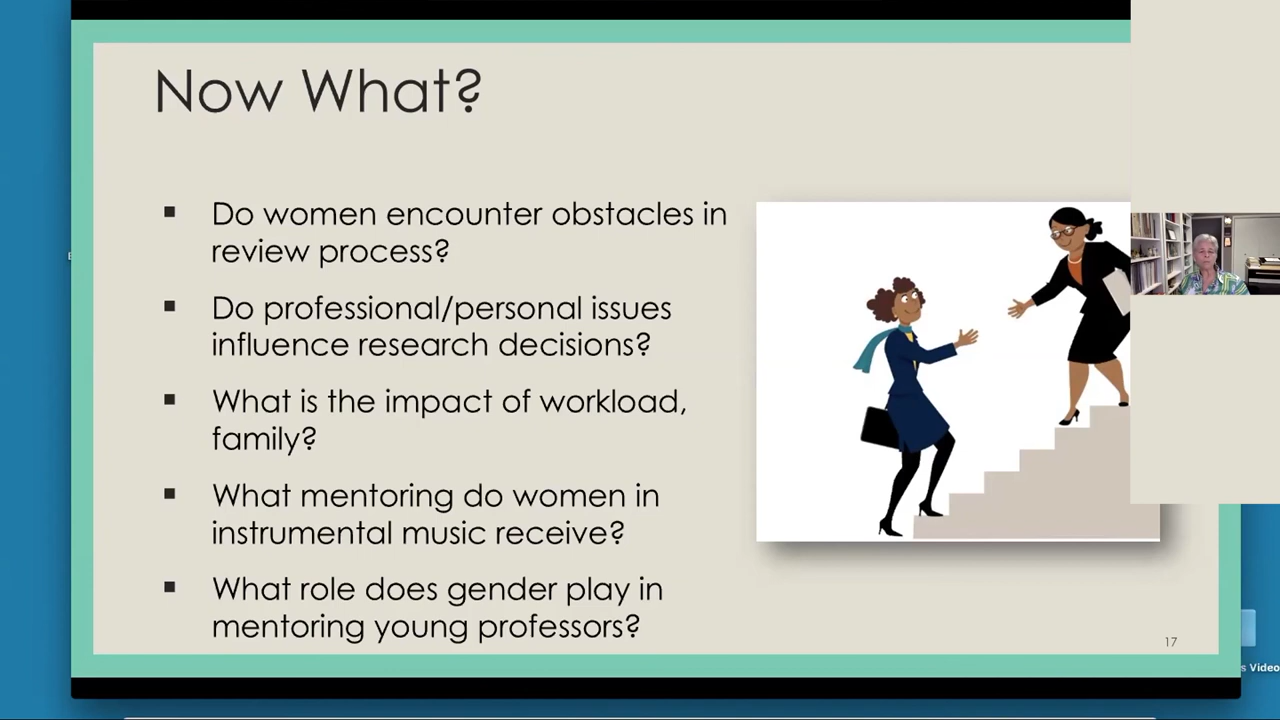 Now What?
▪ Do women encounter obstacles in
review process?
▪ Do professional/personal issues
influence research decisions?
▪ What is the impact of workload,
family?
▪ What mentoring do women in
instrumental music receive?
▪ What role does gender play in
mentoring young professors?
17
s Video